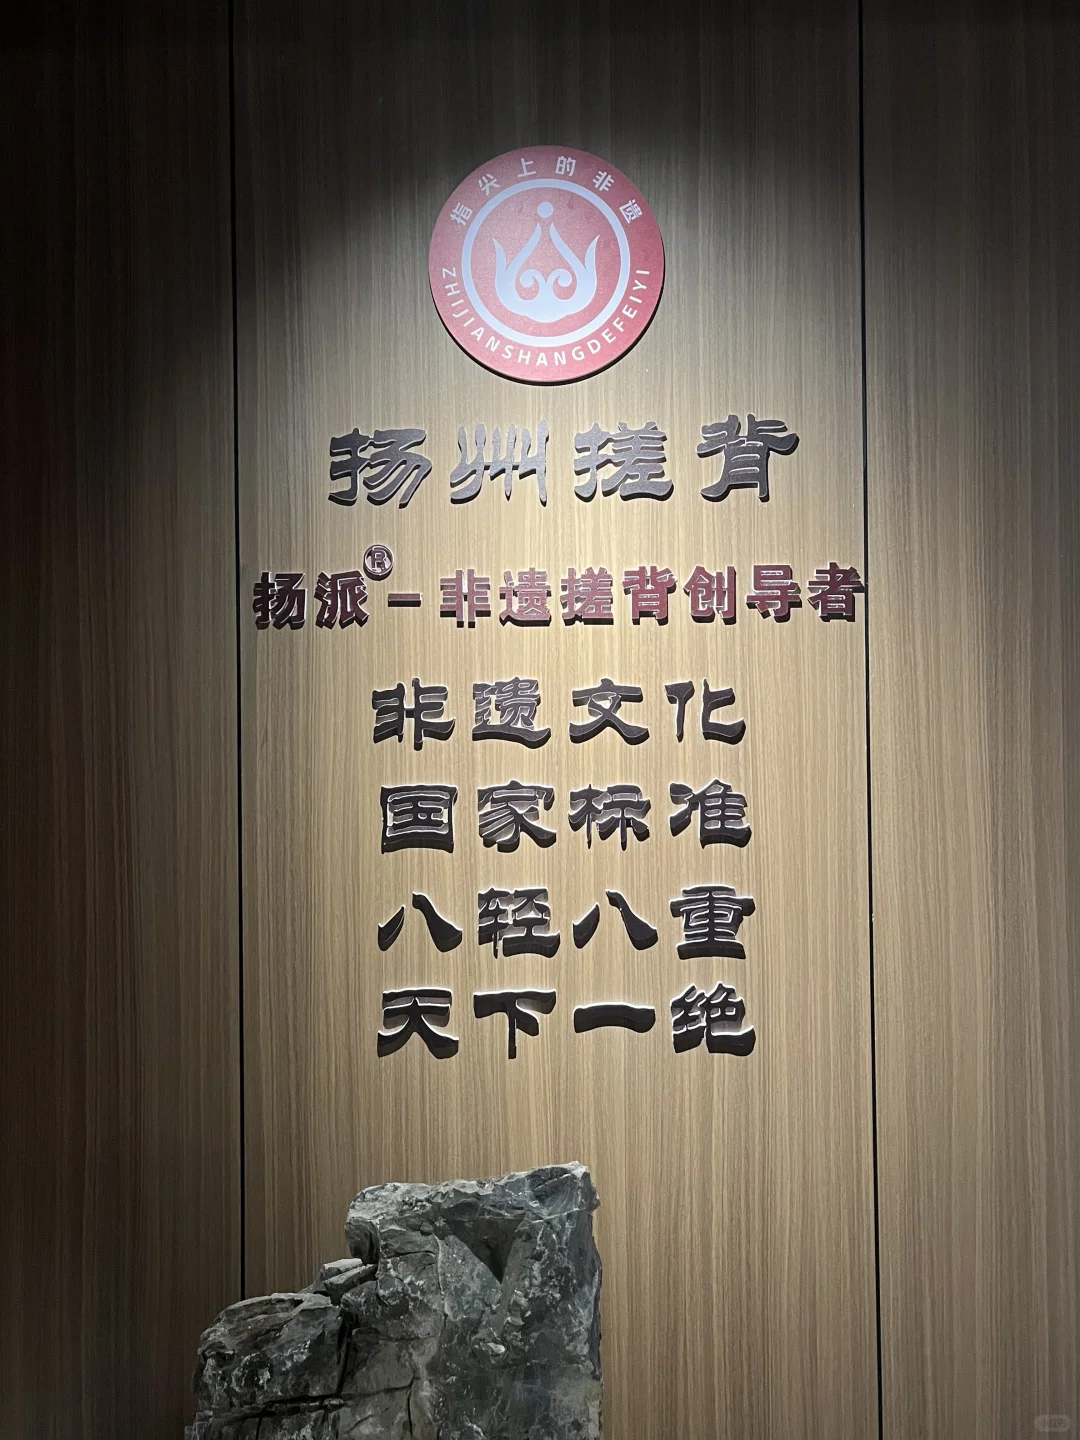 指尖上的非遗
ZHIJIANSHANGDEFEIYI
扬州搓背
扬派®-非遗搓背创导者
非遗文化
国家标准
八轻八重
天下一绝